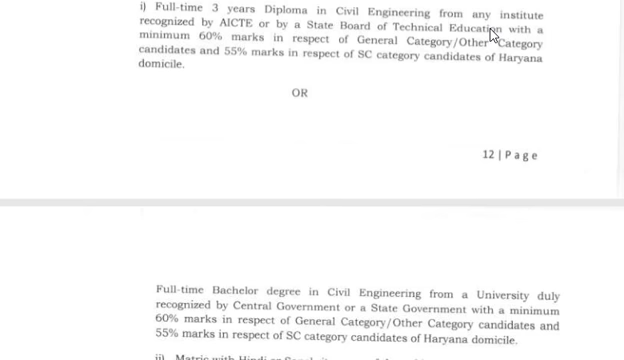 i) Full-time 3 years Diploma in Civil Engineering from any institute
recognized by AICTE or by a State Board of Technical Education with a
minimum 60% marks in respect of General Category/Other Category
candidates and 55% marks in respect of SC category candidates of Haryana
domicile.
OR
12 | P a g e
Full-time Bachelor degree in Civil Engineering from a University duly
recognized by Central Government or a State Government with a minimum
60% marks in respect of General Category/Other Category candidates and
55% marks in respect of SC category candidates of Haryana domicile.
ii) Matric with Hindi or